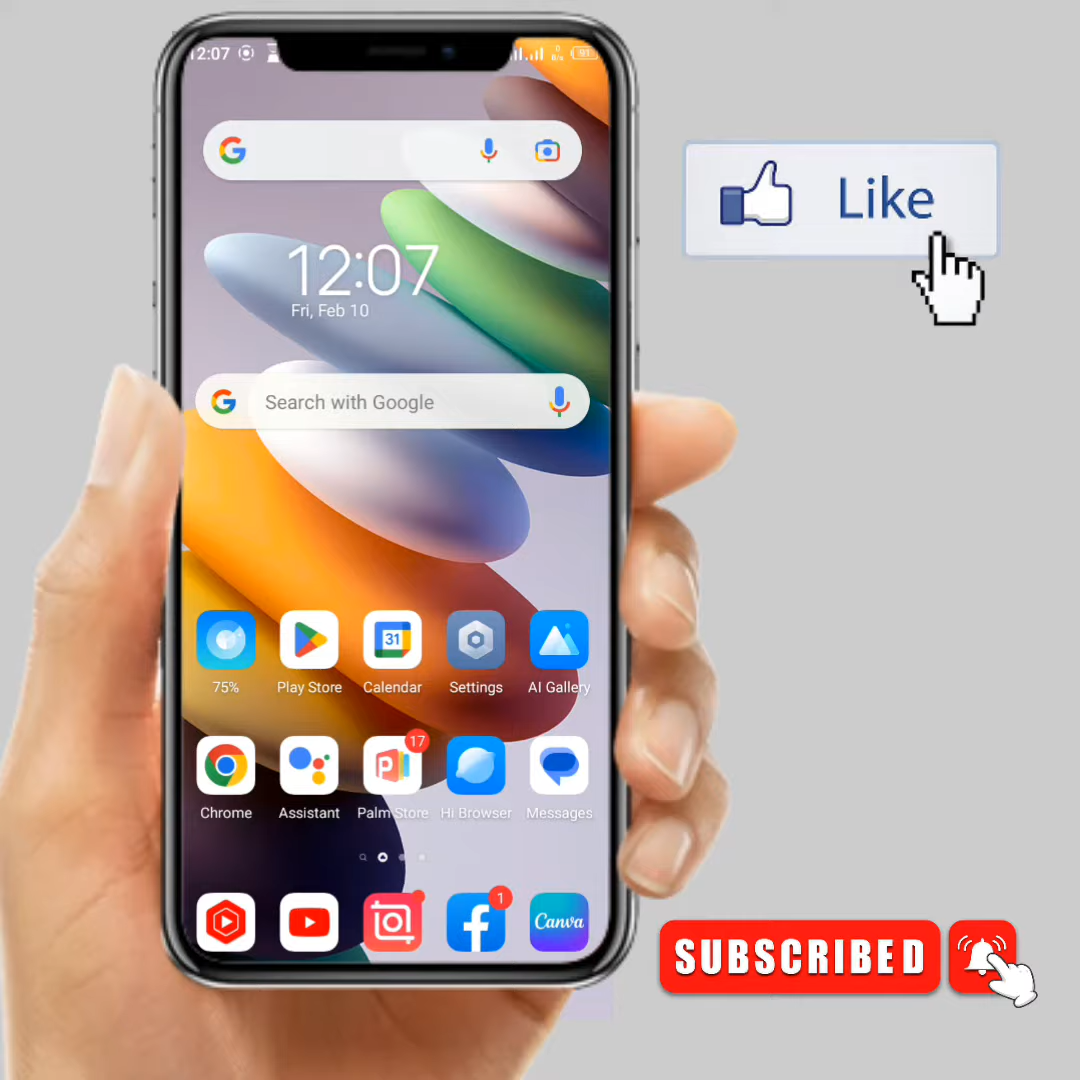 12:07
91
Like
12:07
Fri, Feb 10
Search with Google
31
75% Play Store Calendar Settings AI Gallery
17
Chrome Assistant Palm Store Hi Browser Messages
1
Canva
SUBSCRIBED